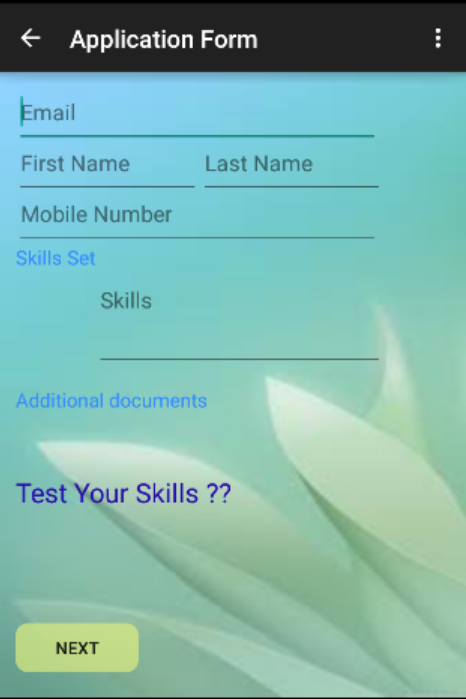 Application Form
Email
First Name Last Name
Mobile Number
Skills Set
Skills
Additional documents
Test Your Skills ??
NEXT